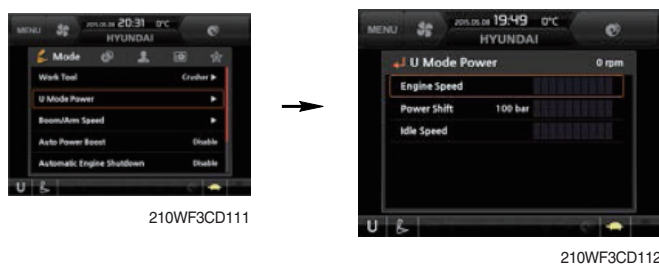 MENU 2015.05.08 20:31 0°C
HYUNDAI
Mode
Work Tool Crusher ▶
U Mode Power ▶
Boom/Arm Speed ▶
Auto Power Boost Disable
Automatic Engine Shutdown Disable
U
210WF3CD111
MENU 2015.05.08 19:49 0°C
HYUNDAI
U Mode Power 0 rpm
Engine Speed
Power Shift 100 bar
Idle Speed
U
210WF3CD112